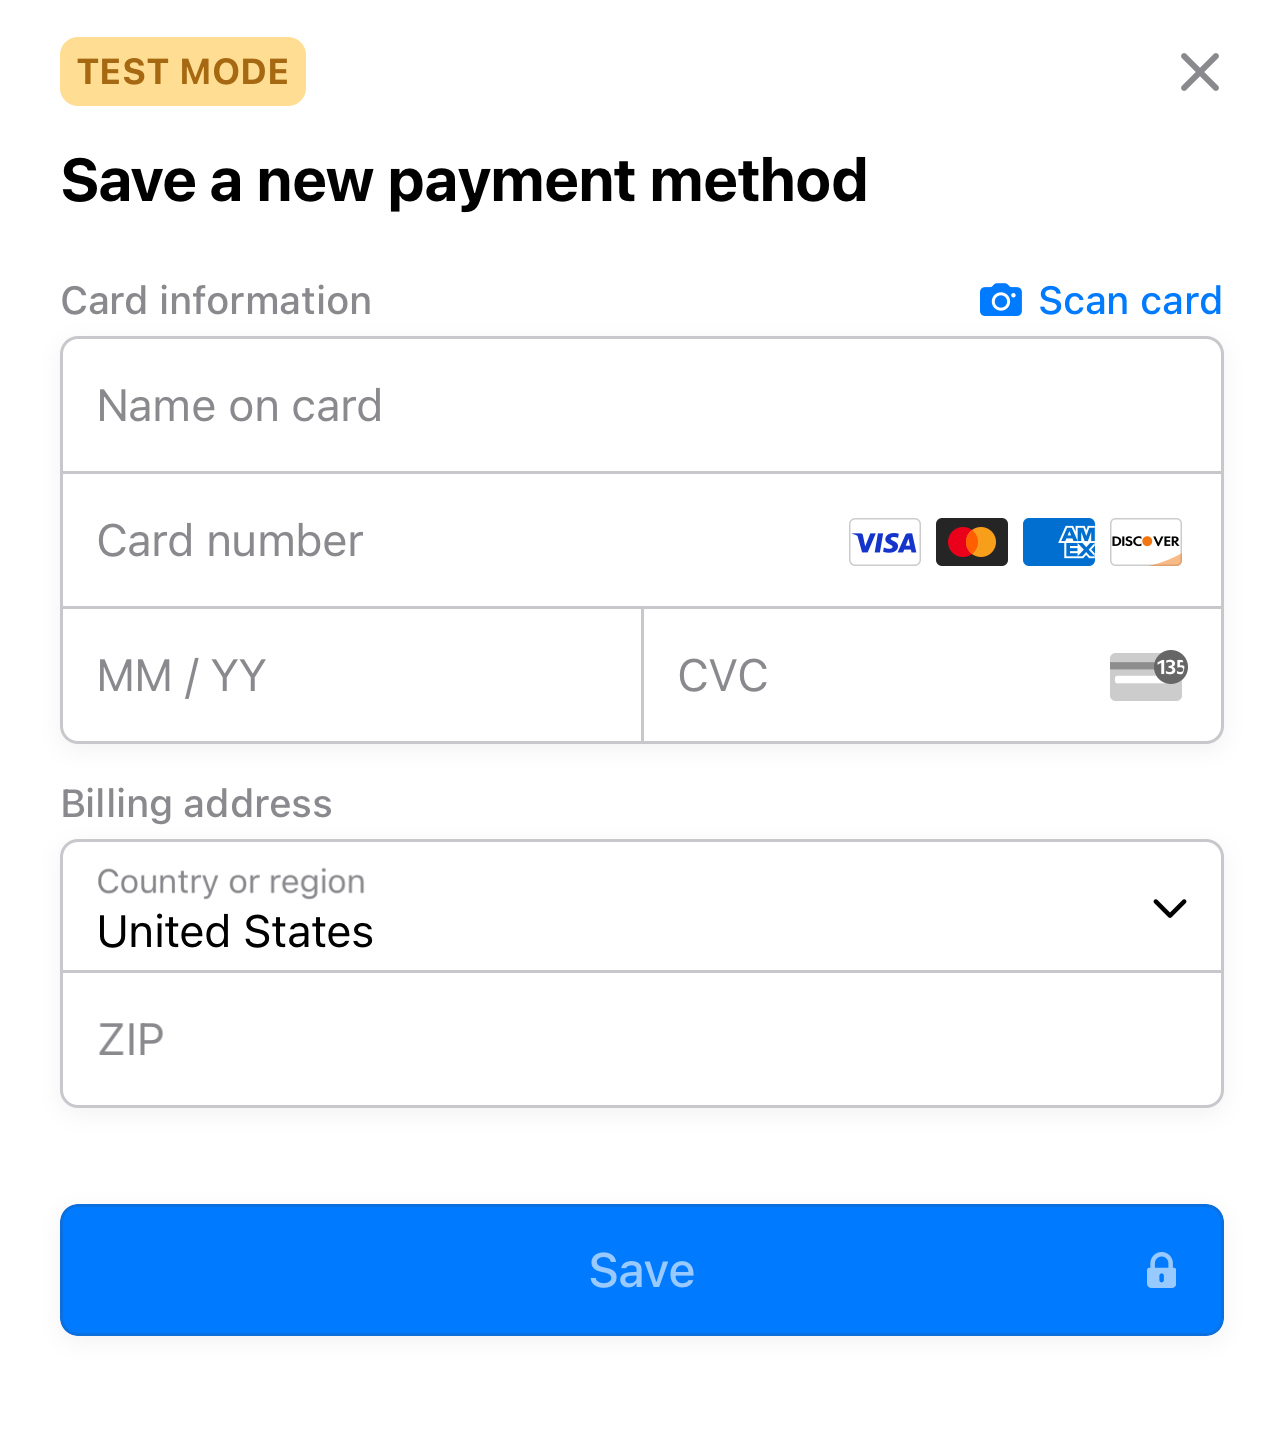 TEST MODE
Save a new payment method
Card information
Scan card
Name on card
Card number
VISA
AM
EX
DISCOVER
MM / YY
CVC
135
Billing address
Country or region
United States
ZIP
Save